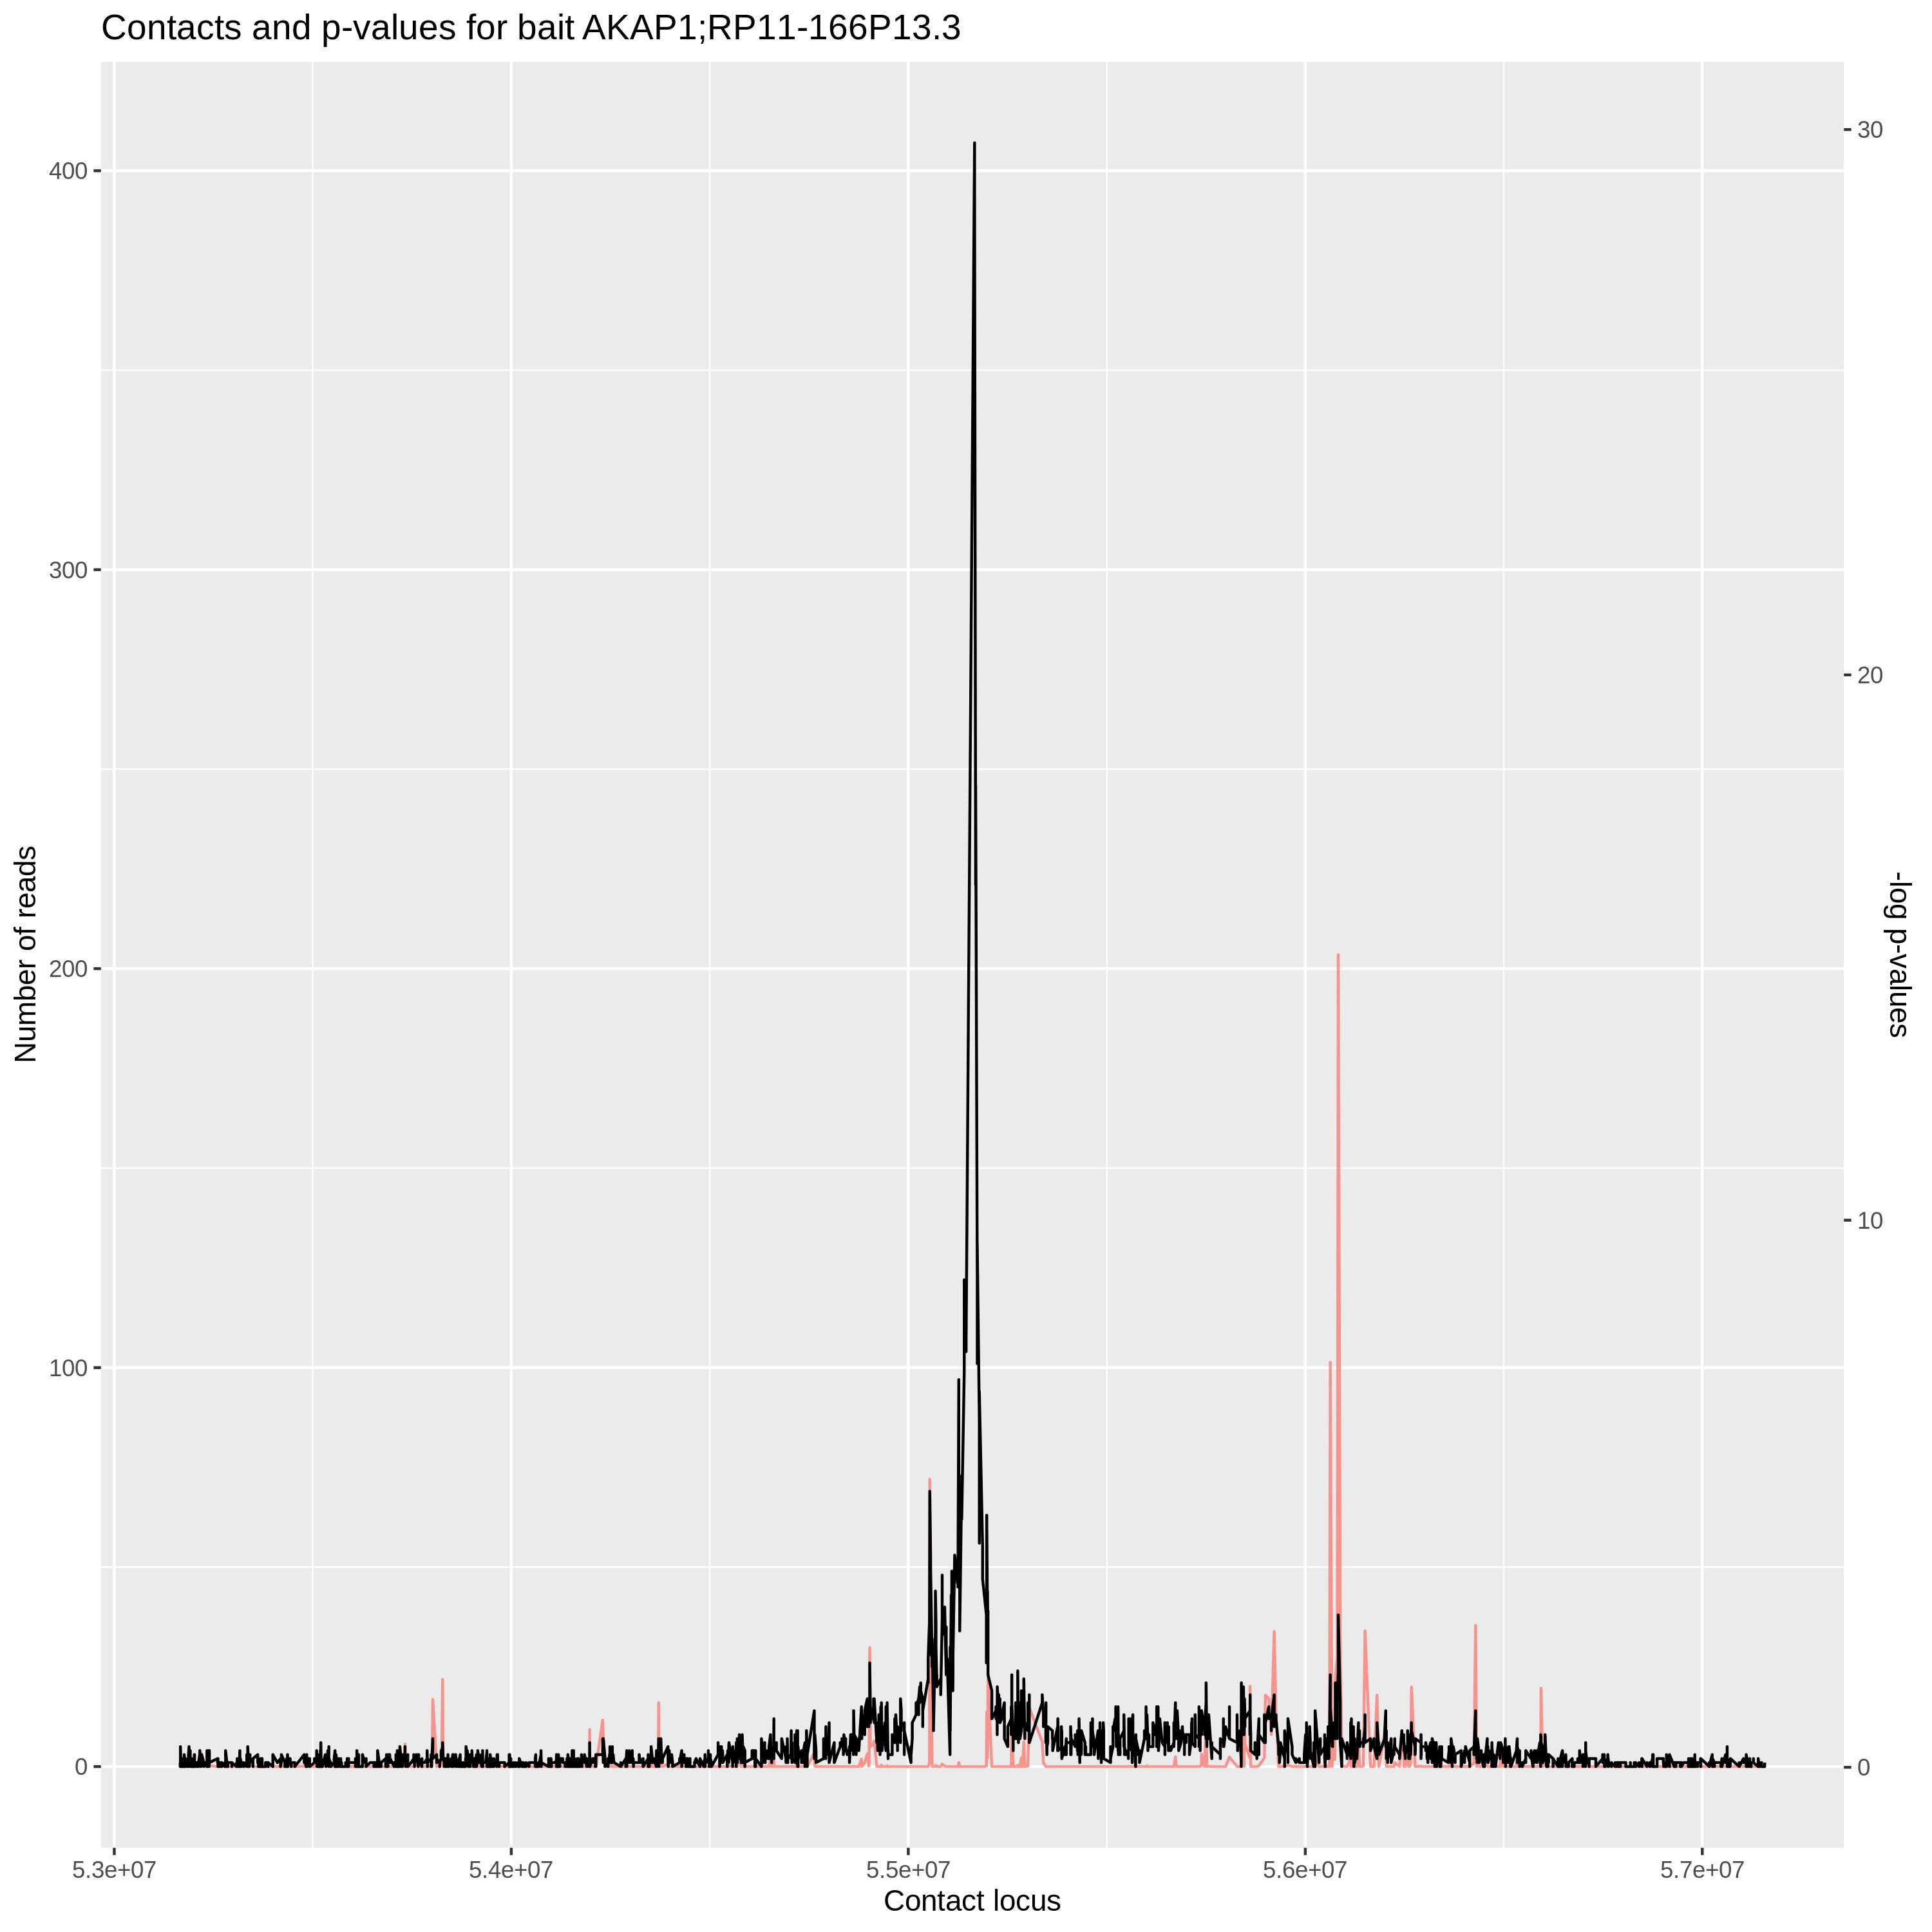 Contacts and p-values for bait AKAP1;RP11-166P13.3
400
300
200
100
0
Number of reads
30
20
10
0
-log p-values
5.3e+07
5.4e+07
5.5e+07
5.6e+07
5.7e+07
Contact locus